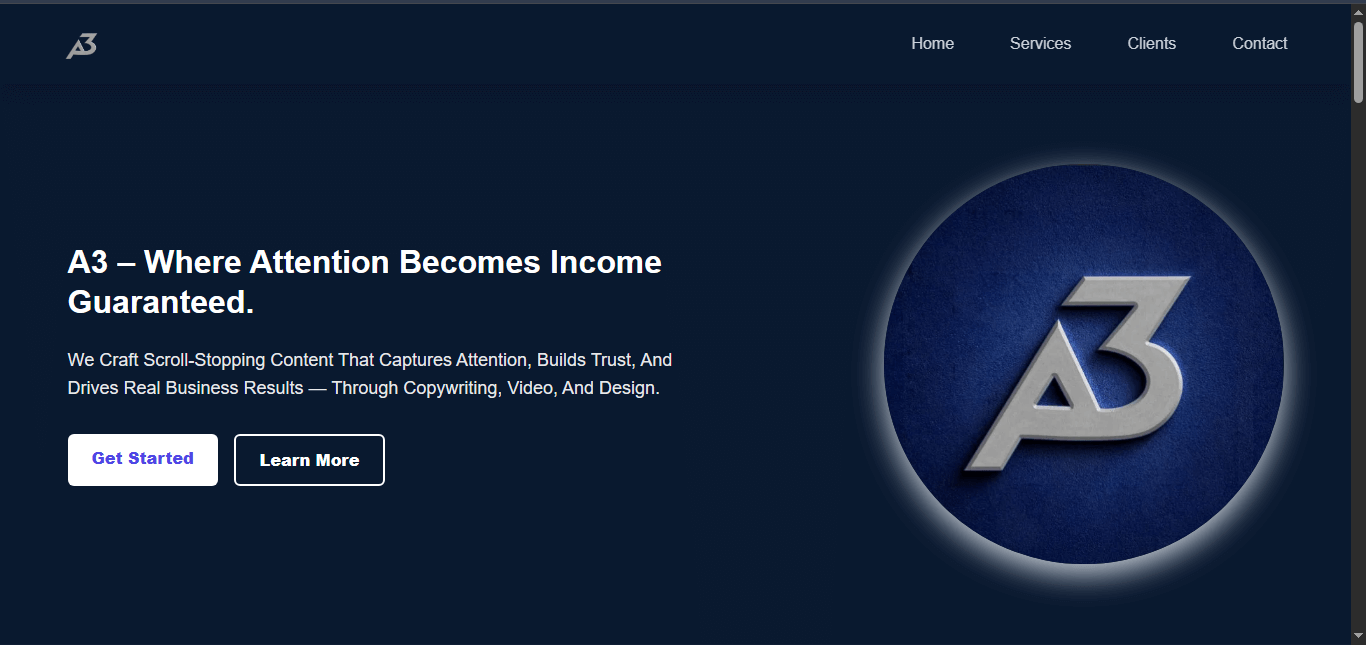 A3
Home
Services
Clients
Contact
A3 – Where Attention Becomes Income
Guaranteed.
We Craft Scroll-Stopping Content That Captures Attention, Builds Trust, And
Drives Real Business Results — Through Copywriting, Video, And Design.
Get Started
Learn More
A3